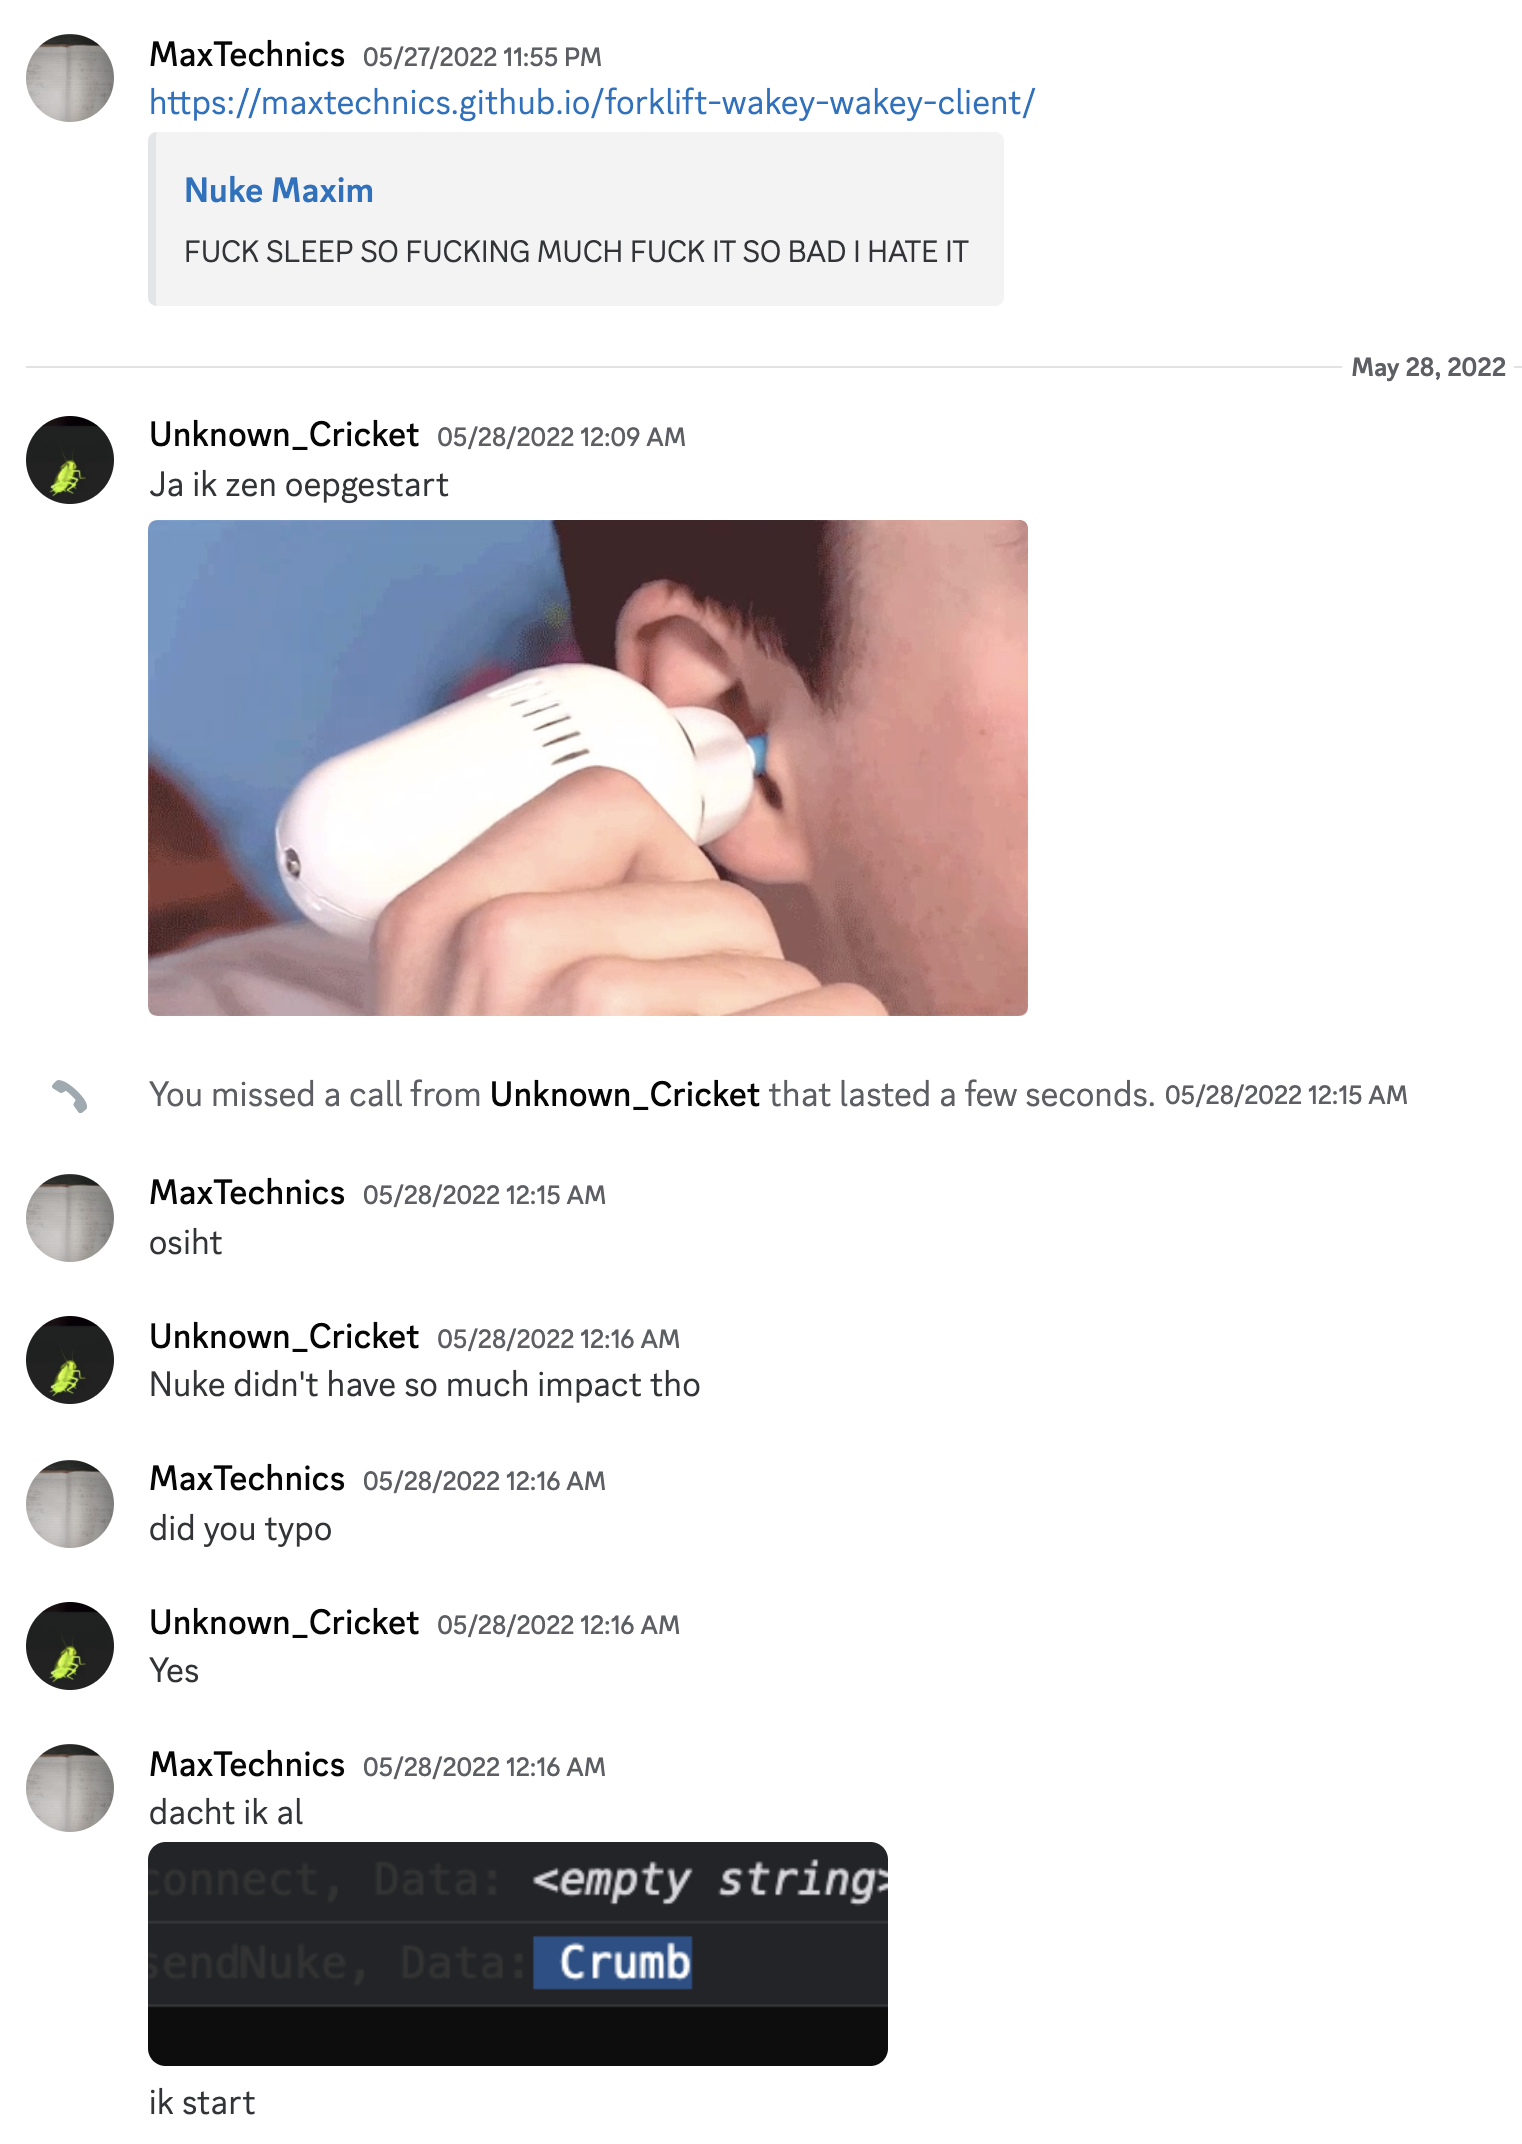 MaxTechnics 05/27/2022 11:55 PM
https://maxtechnics.github.io/forklift-wakey-wakey-client/
Nuke Maxim
FUCK SLEEP SO FUCKING MUCH FUCK IT SO BAD I HATE IT
May 28, 2022
Unknown_Cricket 05/28/2022 12:09 AM
Ja ik zen oepgestart
You missed a call from Unknown_Cricket that lasted a few seconds. 05/28/2022 12:15 AM
MaxTechnics 05/28/2022 12:15 AM
osiht
Unknown_Cricket 05/28/2022 12:16 AM
Nuke didn't have so much impact tho
MaxTechnics 05/28/2022 12:16 AM
did you typo
Unknown_Cricket 05/28/2022 12:16 AM
Yes
MaxTechnics 05/28/2022 12:16 AM
dacht ik al
connect, Data: <empty string>
sendNuke, Data: Crumb
ik start